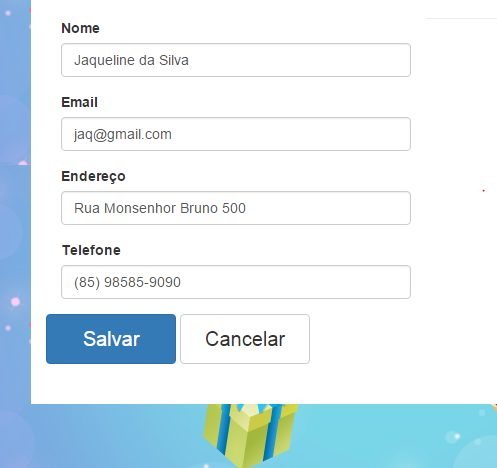 Nome
Jaqueline da Silva
Email
jaq@gmail.com
Endereço
Rua Monsenhor Bruno 500
Telefone
(85) 98585-9090
Salvar Cancelar